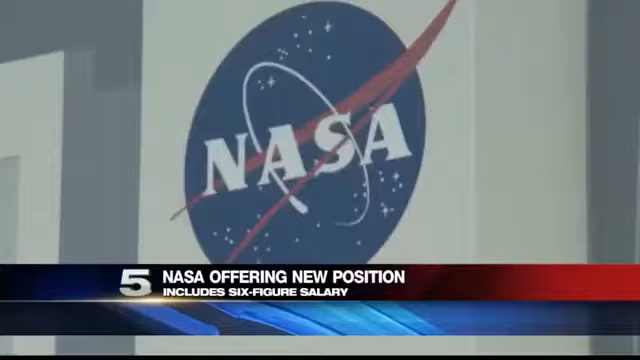 NASA
5
NASA OFFERING NEW POSITION
INCLUDES SIX-FIGURE SALARY